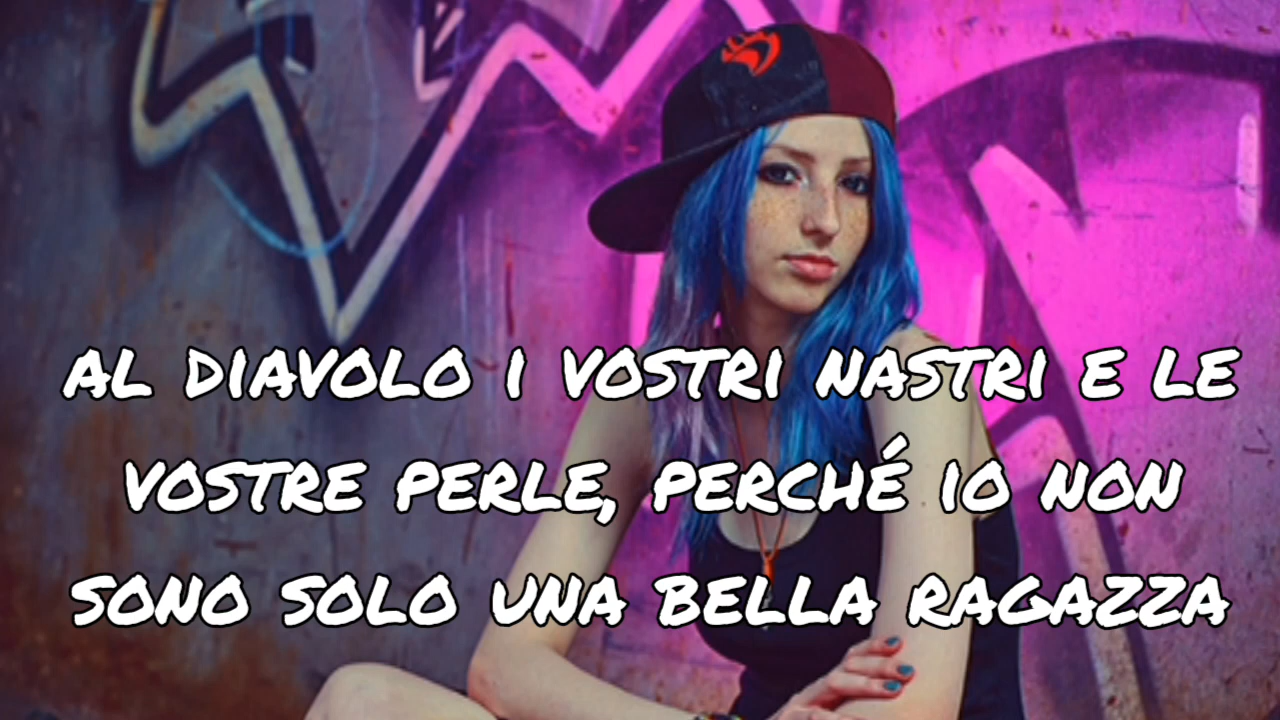 AL DIAVOLO I VOSTRI NASTRI E LE
VOSTRE PERLE, PERCHÉ IO NON
SONO SOLO UNA BELLA RAGAZZA